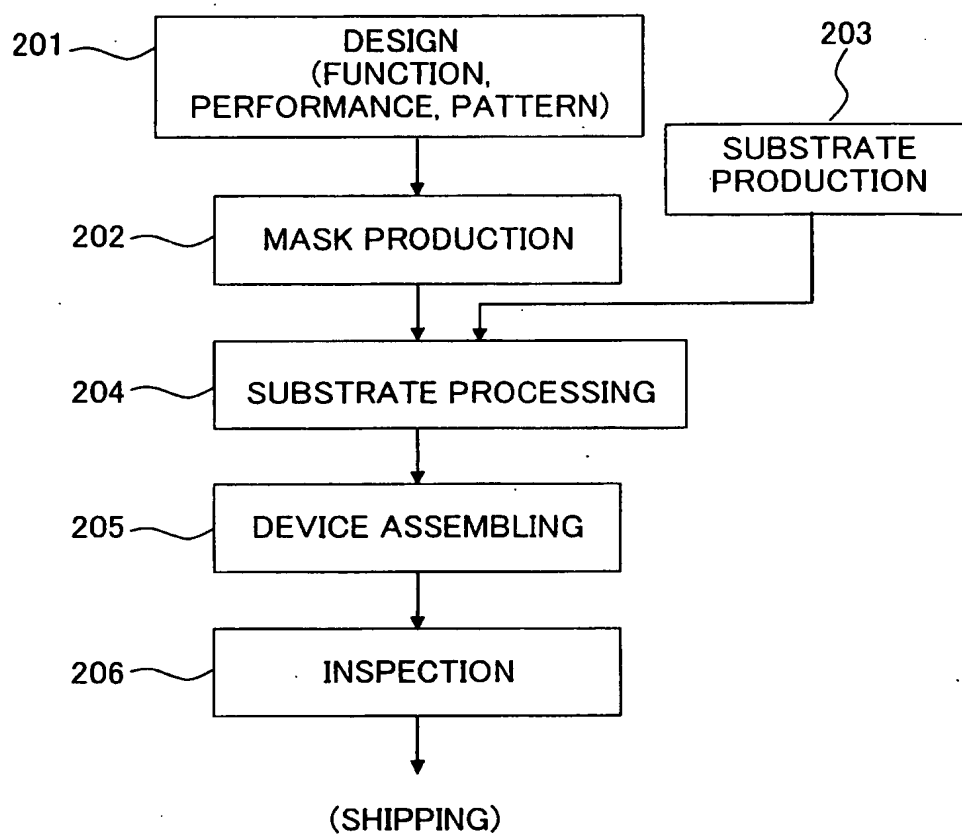 201
DESIGN
(FUNCTION,
PERFORMANCE, PATTERN)
203
SUBSTRATE
PRODUCTION
202
MASK PRODUCTION
204
SUBSTRATE PROCESSING
205
DEVICE ASSEMBLING
206
INSPECTION
(SHIPPING)